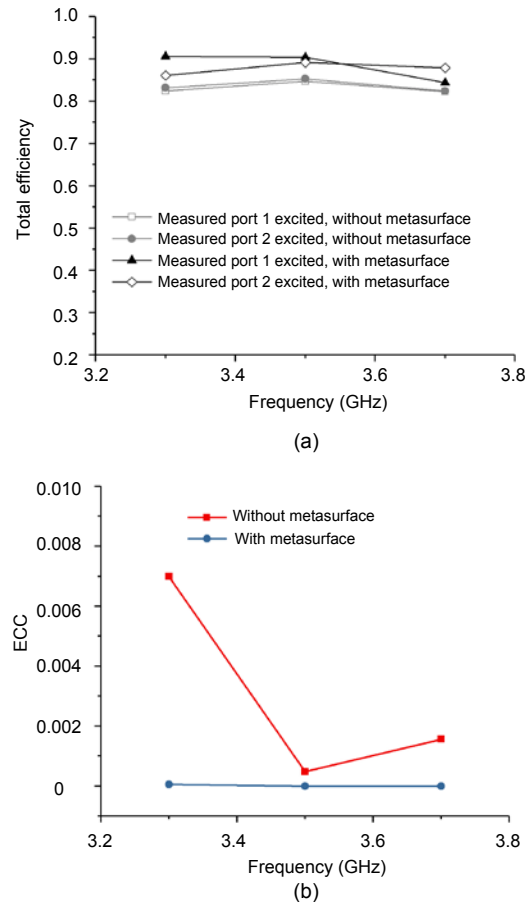 1.0
0.9
0.8
0.7
0.6
0.5
0.4
0.3
0.2
Total efficiency
Measured port 1 excited, without metasurface
Measured port 2 excited, without metasurface
Measured port 1 excited, with metasurface
Measured port 2 excited, with metasurface
3.2 3.4 3.6 3.8
Frequency (GHz)
(a)
0.010
0.008
0.006
0.004
0.002
0
ECC
Without metasurface
With metasurface
3.2 3.4 3.6 3.8
Frequency (GHz)
(b)